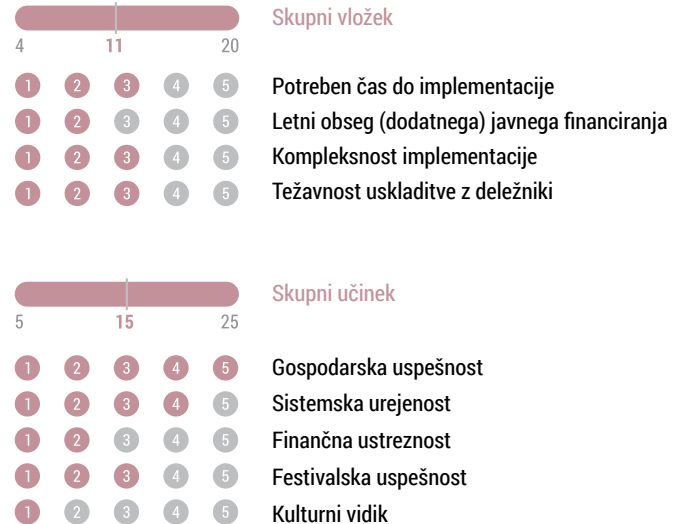 Skupni vložek
4 11 20
1 2 3 4 5 Potreben čas do implementacije
1 2 3 4 5 Letni obseg (dodatnega) javnega financiranja
1 2 3 4 5 Kompleksnost implementacije
1 2 3 4 5 Težavnost uskladitve z deležniki
Skupni učinek
5 15 25
1 2 3 4 5 Gospodarska uspešnost
1 2 3 4 5 Sistemska urejenost
1 2 3 4 5 Finančna ustreznost
1 2 3 4 5 Festivalska uspešnost
1 2 3 4 5 Kulturni vidik